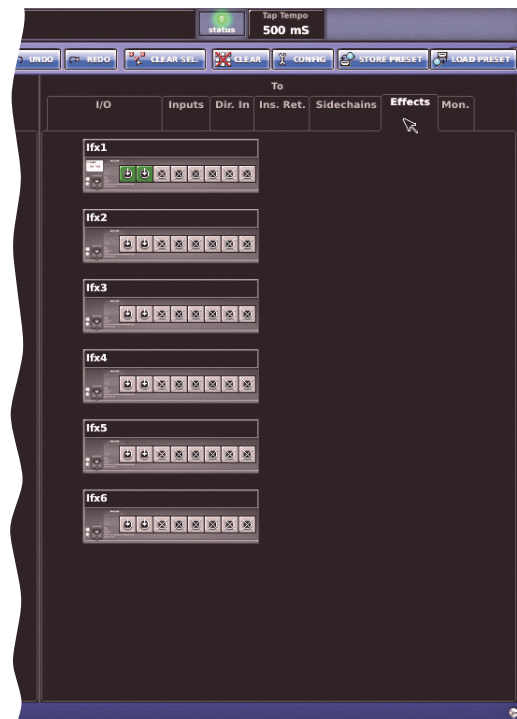 Tap Tempo
status
500 mS
UNDO
REDO
CLEAR SEL.
CLEAR
CONFIG
STORE PRESET
LOAD PRESET
To
I/O
Inputs
Dir. In
Ins. Ret.
Sidechains
Effects
Mon.
Ifx1
Ifx2
Ifx3
Ifx4
Ifx5
Ifx6